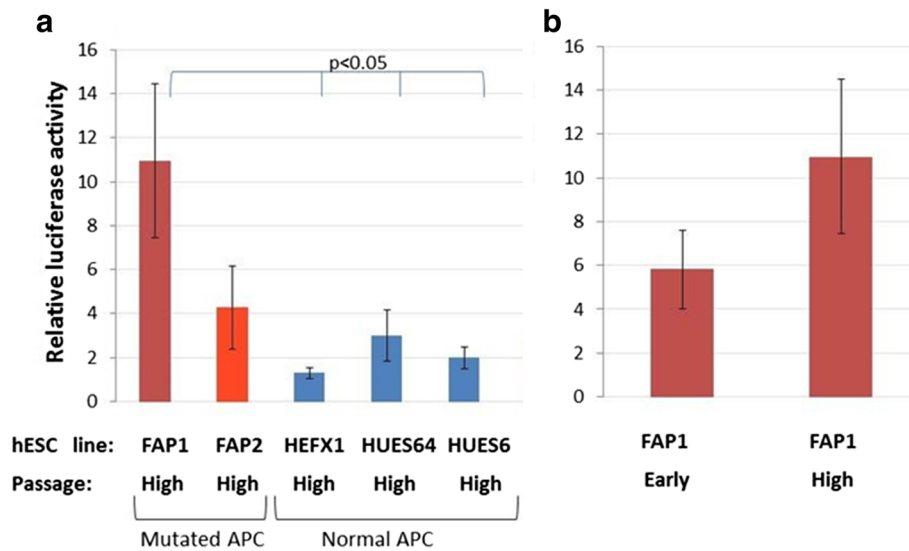 a
16
14
12
10
8
6
4
2
0
Relative luciferase activity
p<0.05
hESC line: FAP1 FAP2 HEFX1 HUES64 HUES6
Passage: High High High High High
Mutated APC Normal APC
b
16
14
12
10
8
6
4
2
0
FAP1 FAP1
Early High